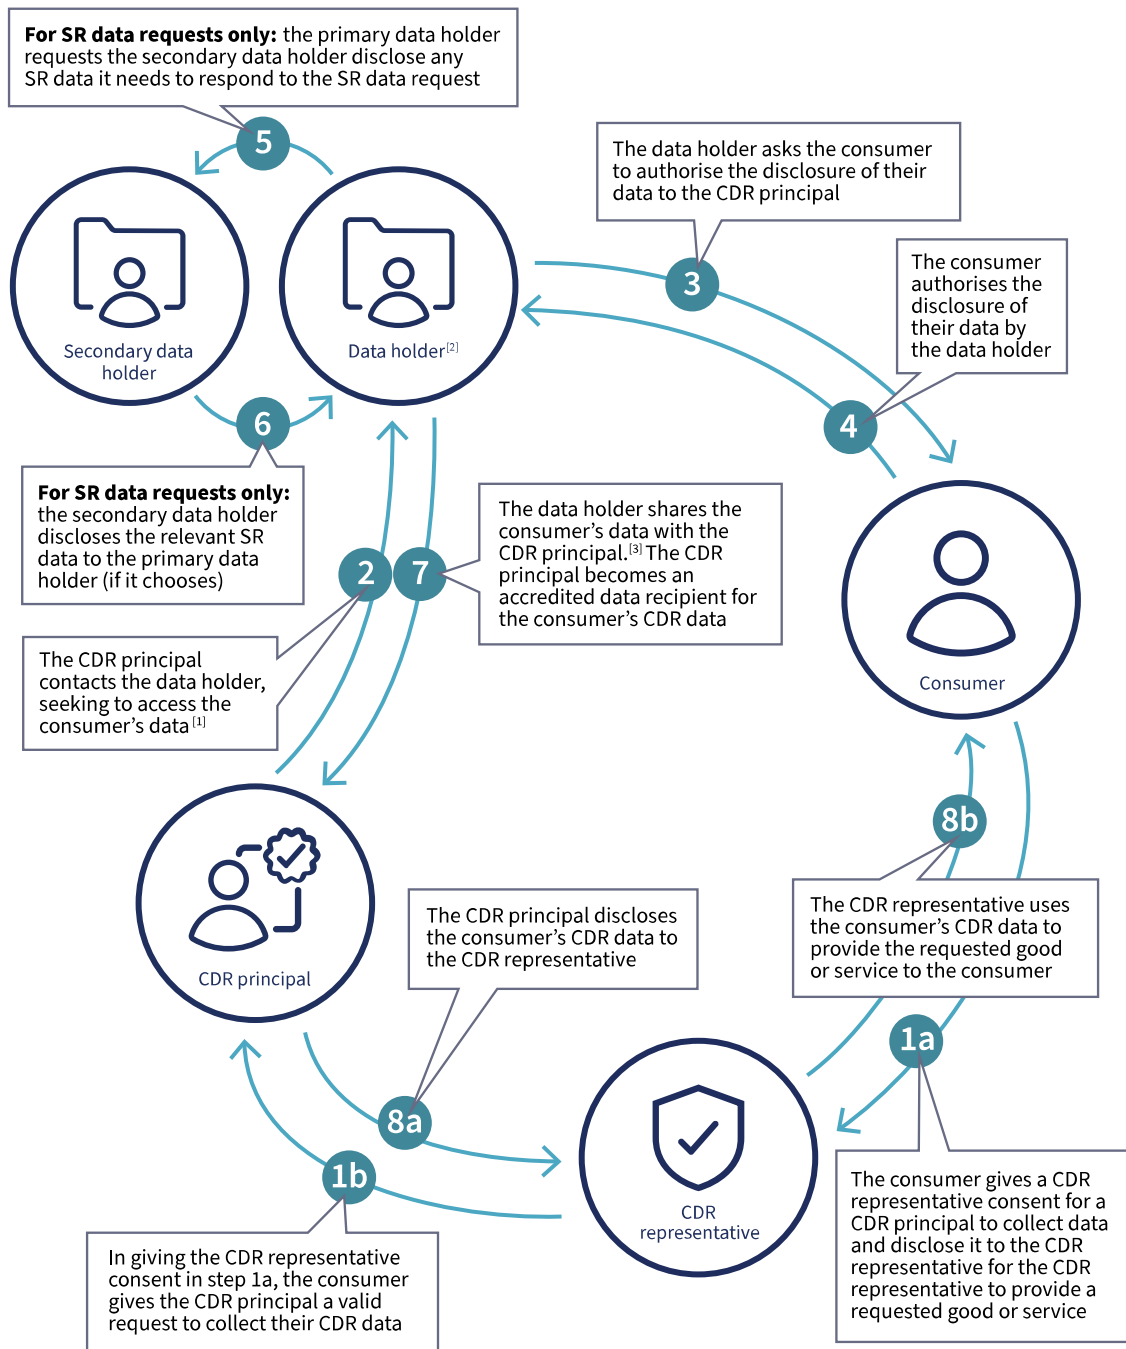 For SR data requests only: the primary data holder
requests the secondary data holder disclose any
SR data it needs to respond to the SR data request
5
The data holder asks the consumer
to authorise the disclosure of their
data to the CDR principal
3
The consumer
authorises the
disclosure of
their data by
the data holder
4
Secondary data
holder
Data holder[2]
6
For SR data requests only:
the secondary data holder
discloses the relevant SR
data to the primary data
holder (if it chooses)
2
7
The data holder shares the
consumer’s data with the
CDR principal.[3] The CDR
principal becomes an
accredited data recipient for
the consumer’s CDR data
The CDR principal
contacts the data holder,
seeking to access the
consumer’s data[1]
Consumer
8b
The CDR representative uses
the consumer’s CDR data to
provide the requested good
or service to the consumer
CDR principal
The CDR principal discloses
the consumer’s CDR data to
the CDR representative
8a
1a
1b
CDR
representative
The consumer gives a CDR
representative consent for a
CDR principal to collect data
and disclose it to the CDR
representative for the CDR
representative to provide a
requested good or service
In giving the CDR representative
consent in step 1a, the consumer
gives the CDR principal a valid
request to collect their CDR data